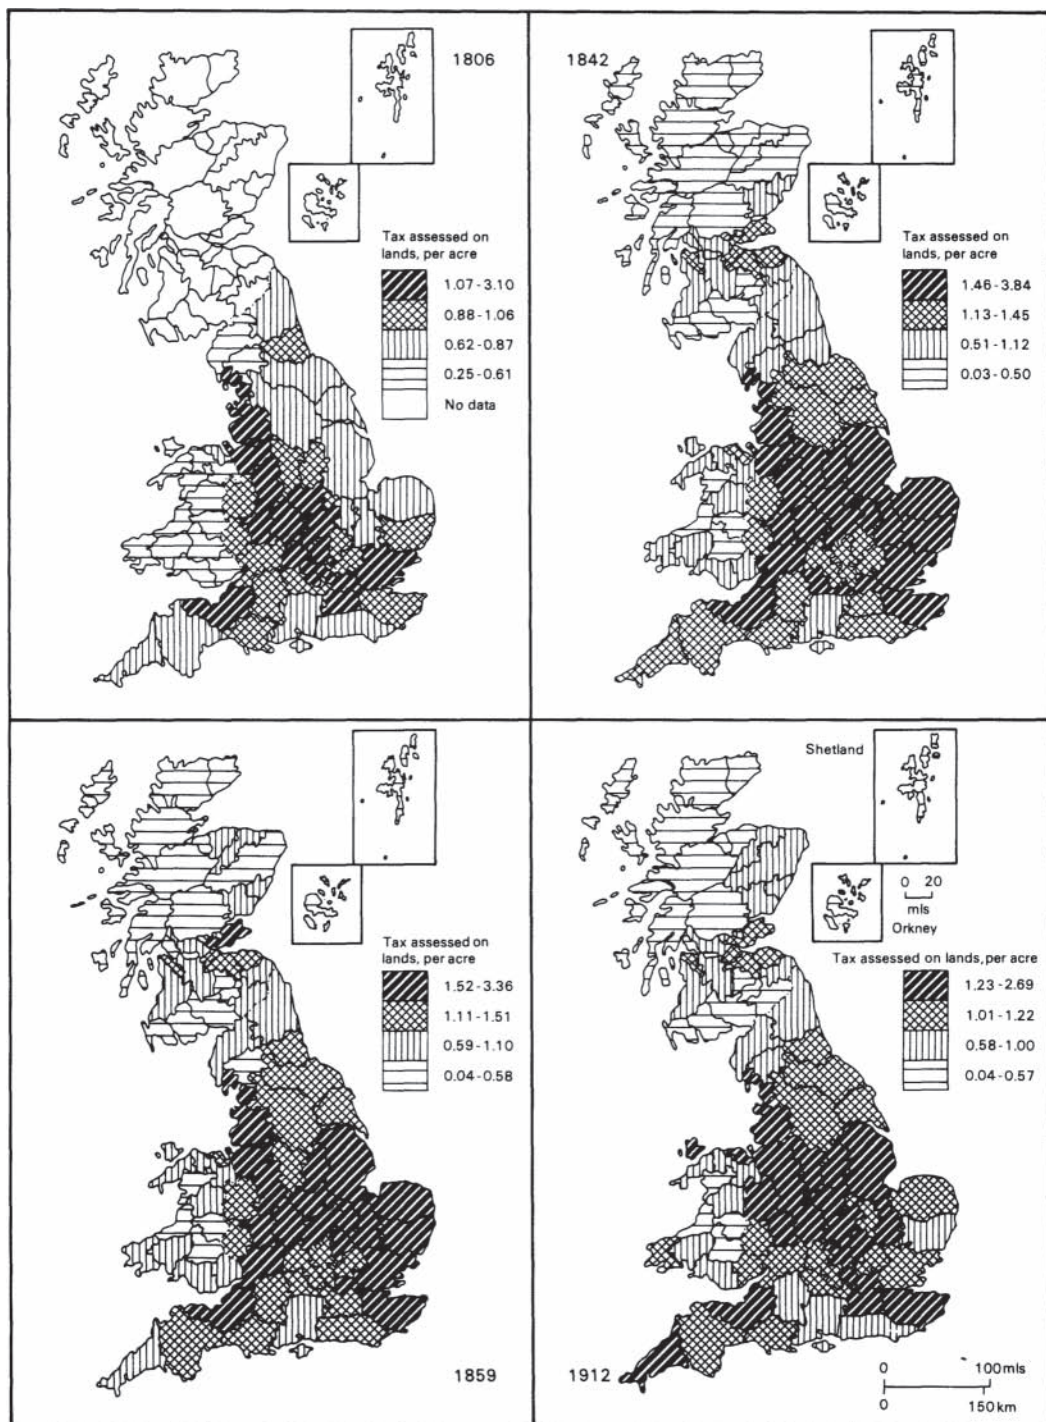 1806
Tax assessed on
lands, per acre
1.07-3.10
0.88-1.06
0.62-0.87
0.25-0.61
No data
1842
Tax assessed on
lands, per acre
1.46-3.84
1.13-1.45
0.51-1.12
0.03-0.50
Tax assessed on
lands, per acre
1.52-3.36
1.11-1.51
0.59-1.10
0.04-0.58
1859
Shetland
0 20
mls
Orkney
Tax assessed on lands, per acre
1.23-2.69
1.01-1.22
0.58-1.00
0.04-0.57
1912
0 100mls
0 150km